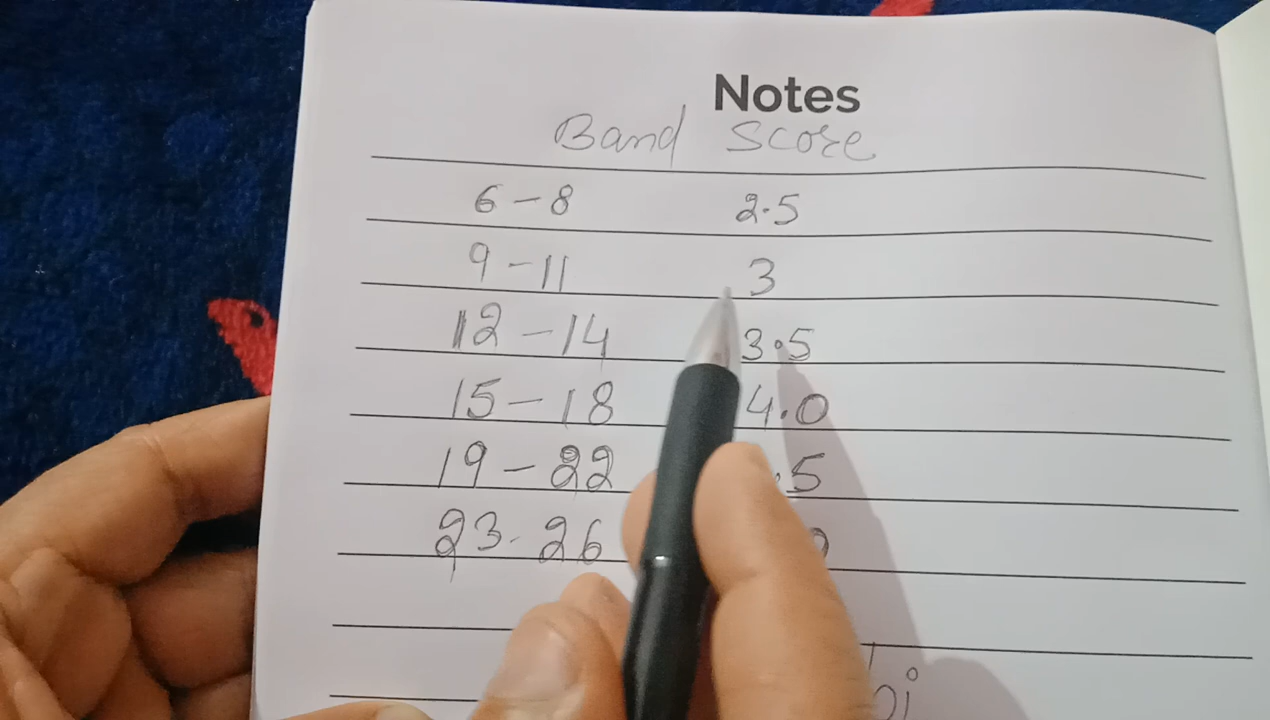 Notes
Band Score
6 - 8 2.5
9 - 11 3
12 - 14 3.5
15 - 18 4.0
19 - 22 .5
23 - 26